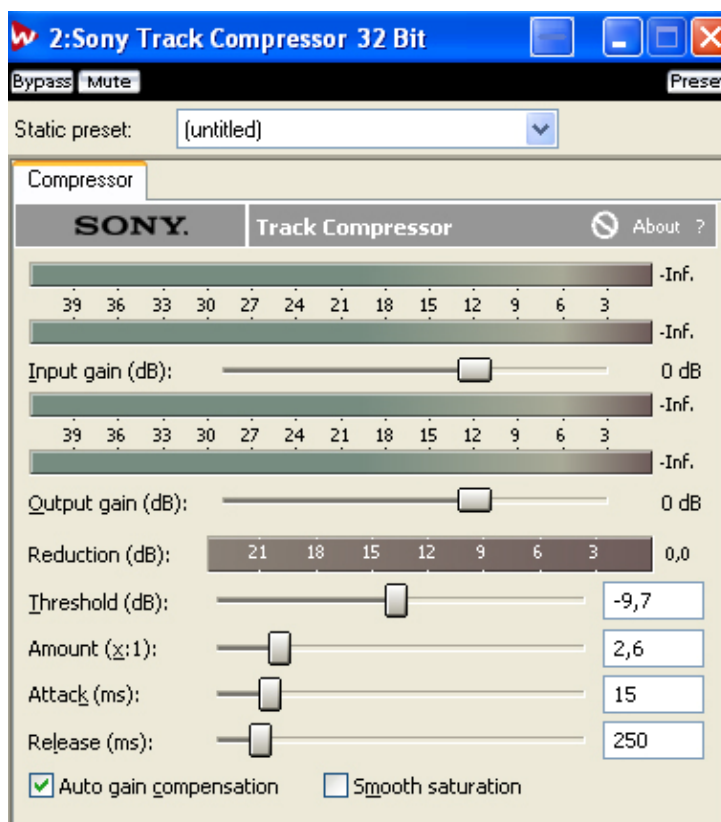 2:Sony Track Compressor 32 Bit
Bypass Mute Preset
Static preset: (untitled)
Compressor
SONY. Track Compressor About ?
-Inf.
39 36 33 30 27 24 21 18 15 12 9 6 3
-Inf.
Input gain (dB): 0 dB
-Inf.
39 36 33 30 27 24 21 18 15 12 9 6 3
-Inf.
Output gain (dB): 0 dB
Reduction (dB): 21 18 15 12 9 6 3 0,0
Threshold (dB): -9,7
Amount (x:1): 2,6
Attack (ms): 15
Release (ms): 250
Auto gain compensation Smooth saturation